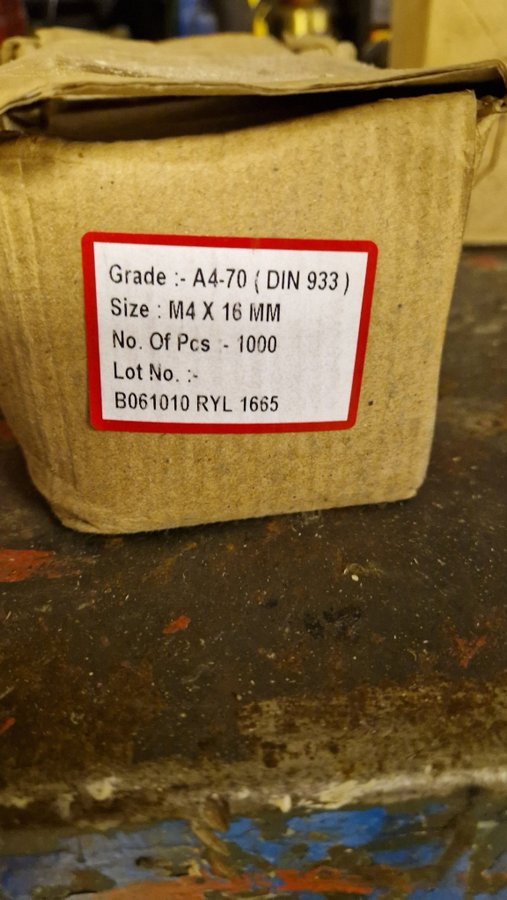 Grade :- A4-70 ( DIN 933 )
Size : M4 X 16 MM
No. Of Pcs :- 1000
Lot No. :-
B061010 RYL 1665